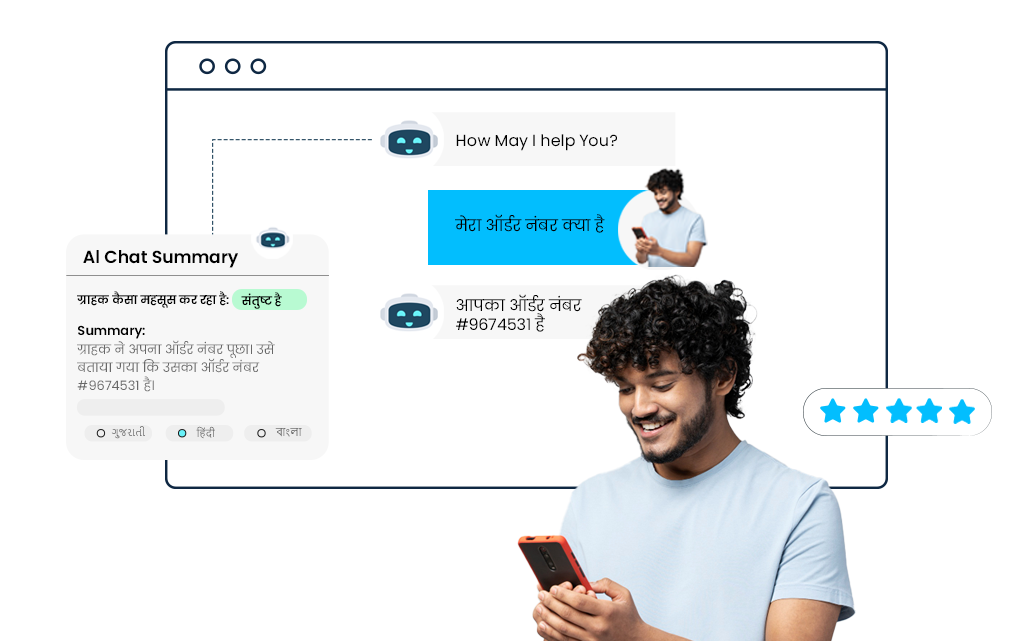 How May I help You?
मेरा ऑर्डर नंबर क्या है
आपका ऑर्डर नंबर
#9674531 है
AI Chat Summary
ग्राहक कैसा महसूस कर रहा है: संतुष्ट है
Summary:
ग्राहक ने अपना ऑर्डर नंबर पूछा। उसे
बताया गया कि उसका ऑर्डर नंबर
#9674531 है।
ગુજરાતી हिंदी বাংলা